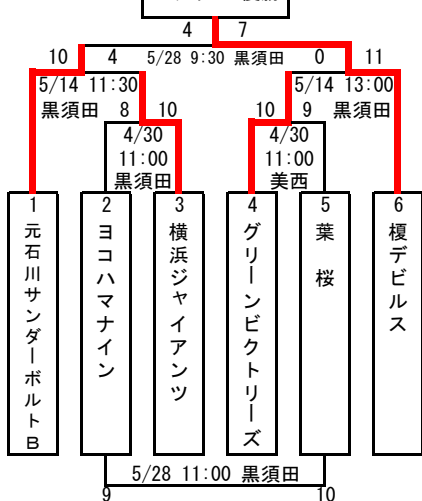 4 7
10 4 5/28 9:30 黒須田 0 11
5/14 11:30 5/14 13:00
黒須田 8 10 10 9 黒須田
4/30 4/30
11:00 11:00
黒須田 美西
1 2 3 4 5 6
元石川サンダーボルトB
ヨコハマナイン
横浜ジャイアンツ
グリーンビクトリーズ
葉桜
榎デビルス
5/28 11:00 黒須田
9 10